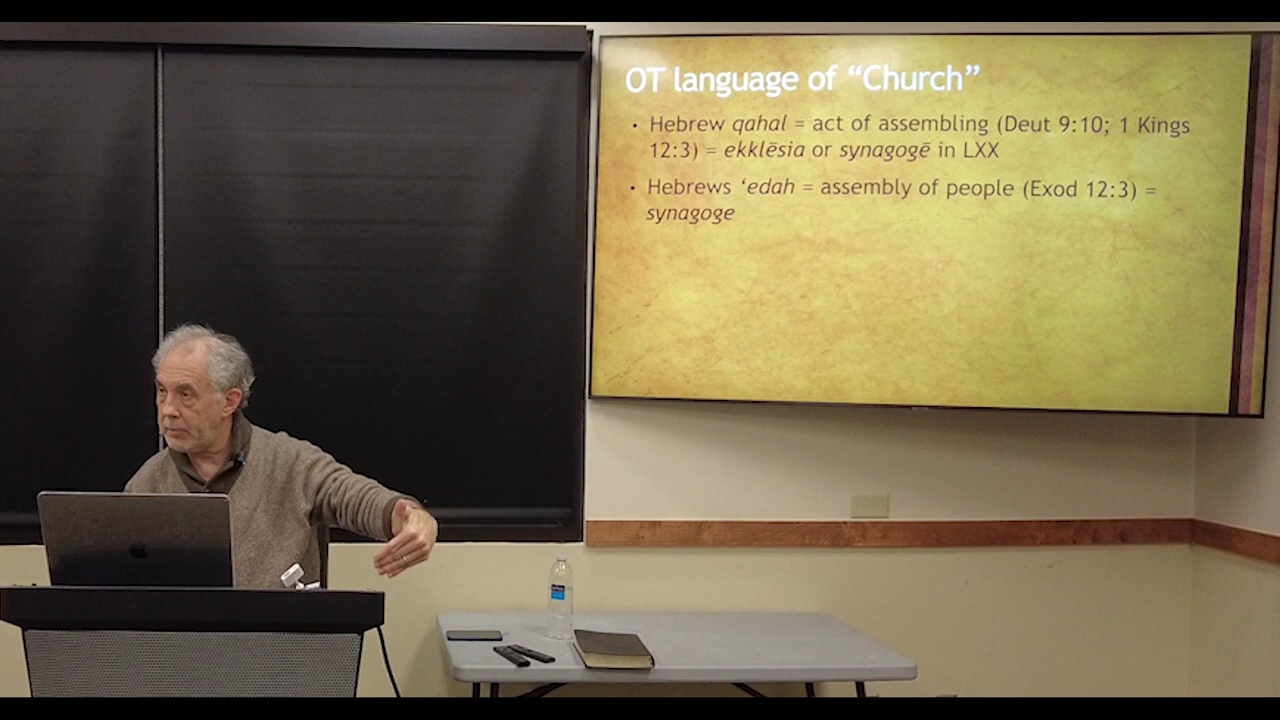 OT language of “Church”
• Hebrew qahal = act of assembling (Deut 9:10; 1 Kings
12:3) = ekklēsia or synagogē in LXX
• Hebrews ‘edah = assembly of people (Exod 12:3) =
synagoge